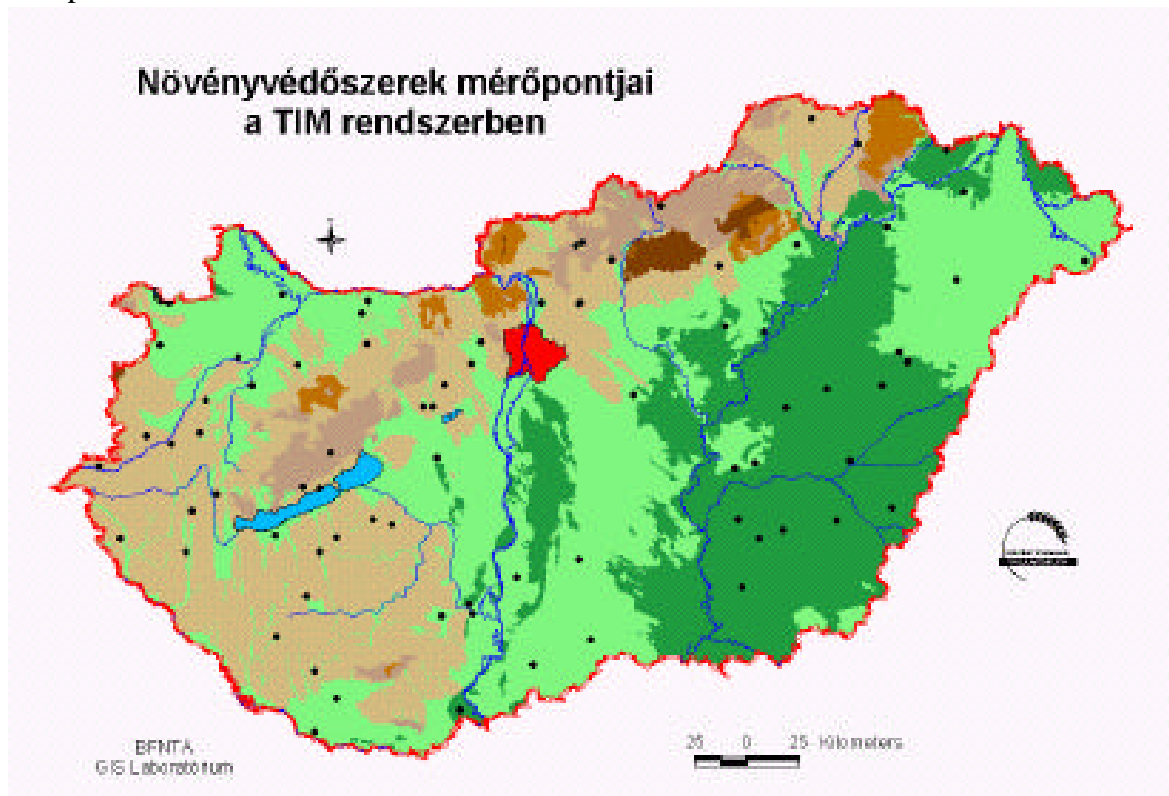 Növényvédőszerek mérőpontjai
a TIM rendszerben
BFNTA
GIS Laboratórium
25 0 25 Kilometers